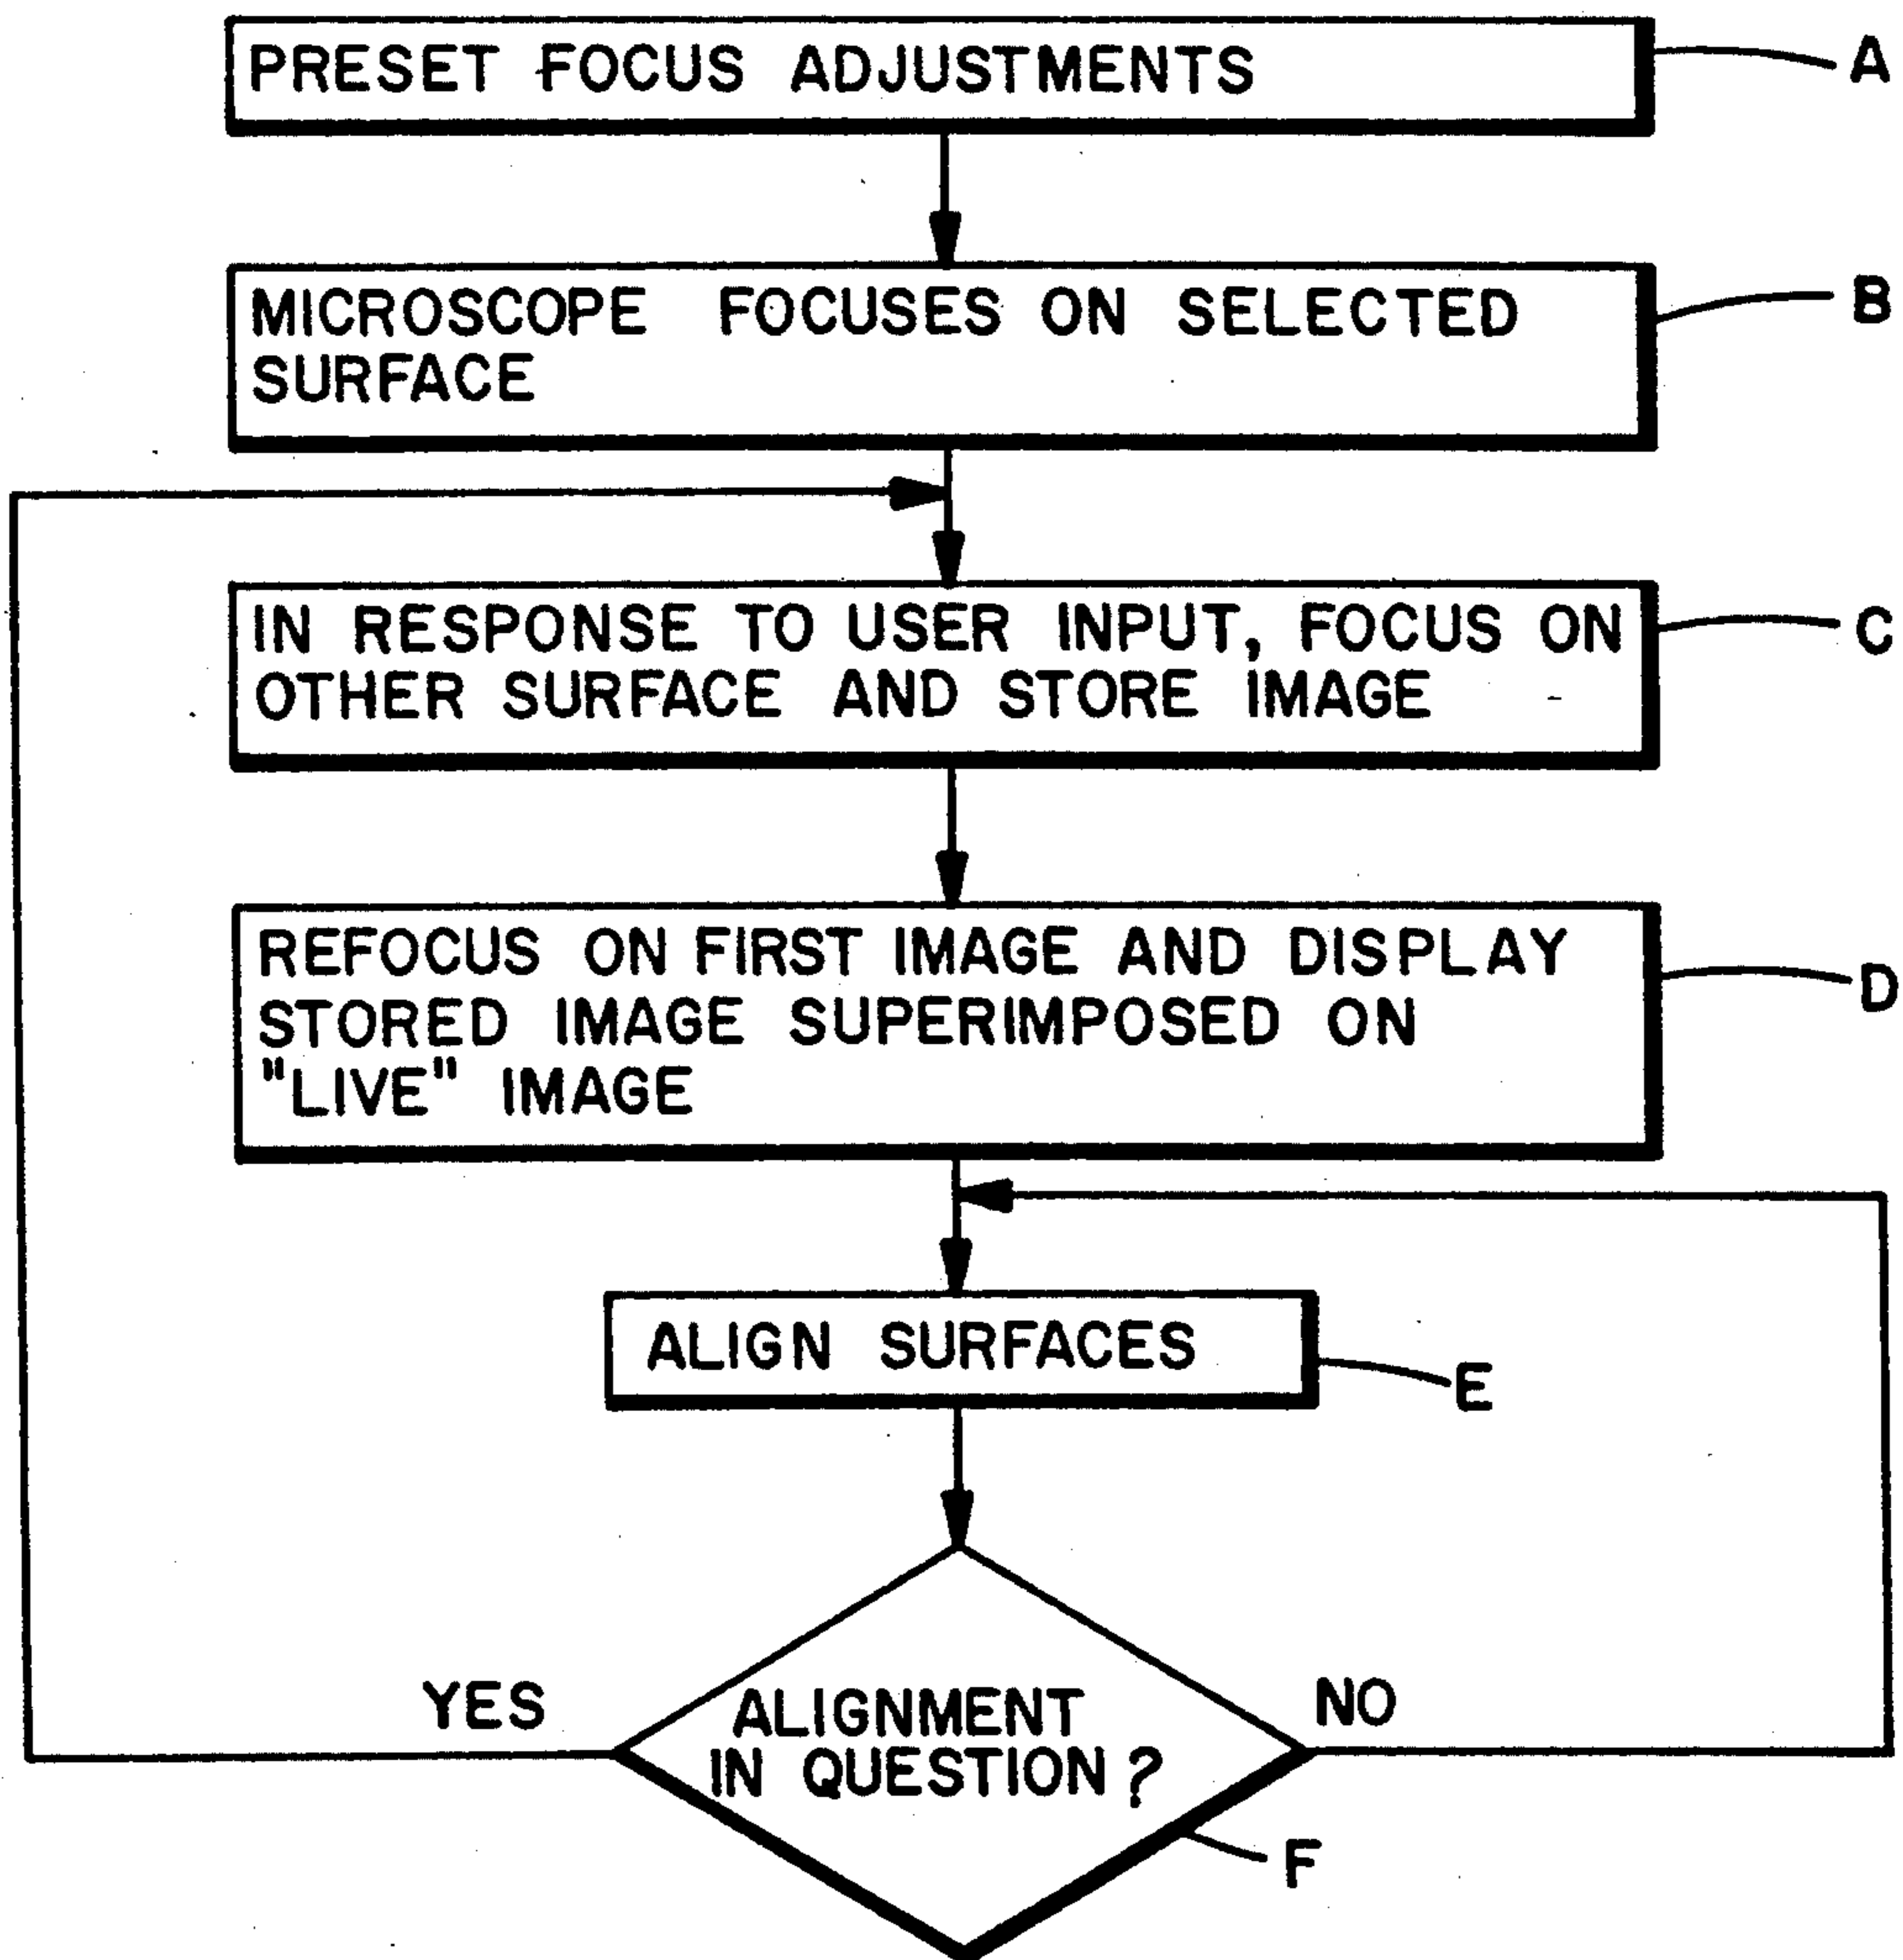 PRESET FOCUS ADJUSTMENTS
A
MICROSCOPE FOCUSES ON SELECTED
SURFACE
B
IN RESPONSE TO USER INPUT, FOCUS ON
OTHER SURFACE AND STORE IMAGE
C
REFOCUS ON FIRST IMAGE AND DISPLAY
STORED IMAGE SUPERIMPOSED ON
"LIVE" IMAGE
D
ALIGN SURFACES
E
YES
ALIGNMENT
IN QUESTION?
NO
F